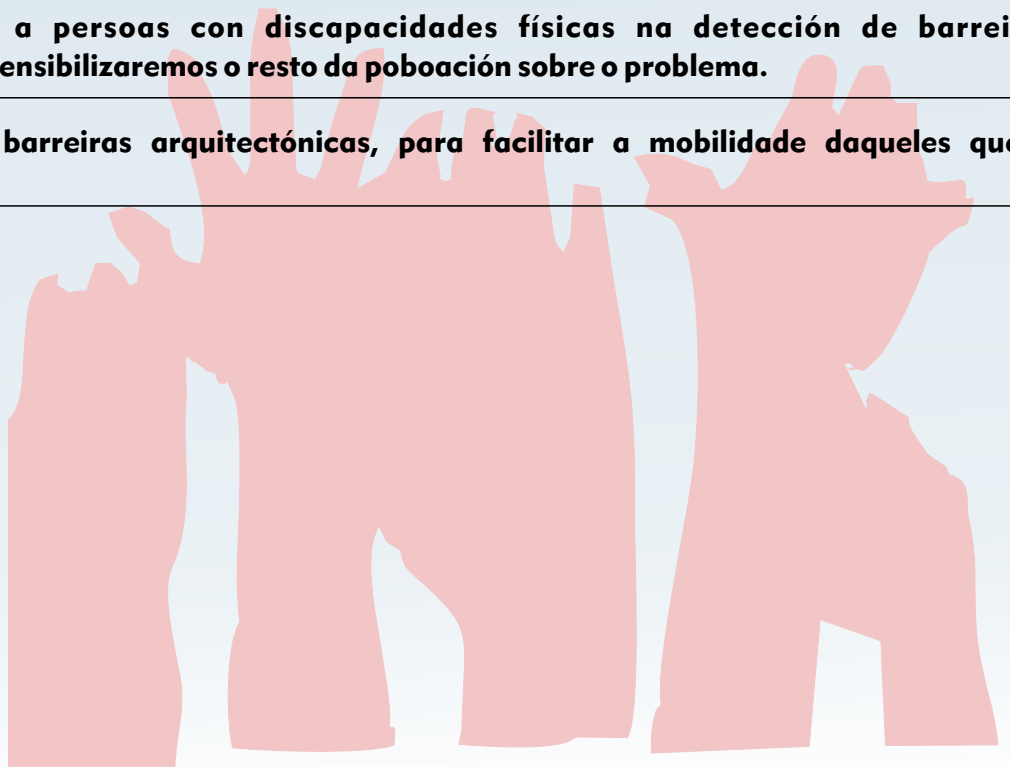 a persoas con discapacidades físicas na detección de barrei
ensibilizaremos o resto da poboación sobre o problema.
barreiras arquitectónicas, para facilitar a mobilidade daqueles que